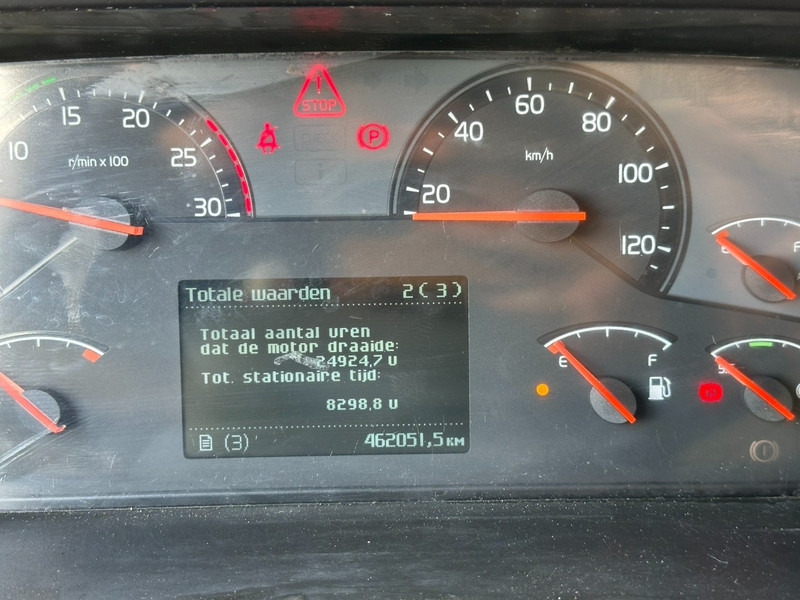 STOP
P
10
15
20
25
30
r/min x 100
20
40
60
80
100
120
km/h
Totale waarden 2(3)
Totaal aantal uren
dat de motor draaide:
24924,7 U
Tot. stationaire tijd:
8298,8 U
(3) 462051,5 KM
E F
E F